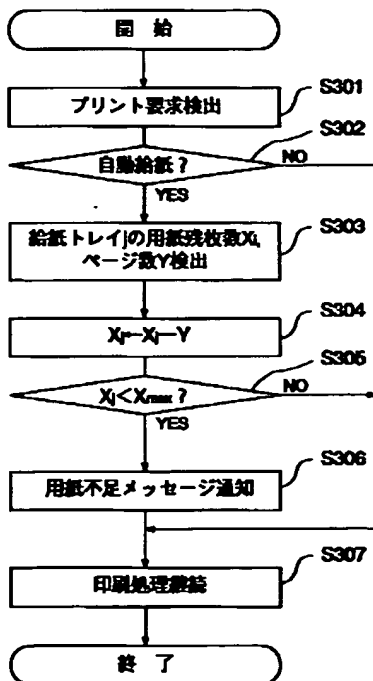 開 始
S301
プリント要求検出
S302
自動給紙?
NO
YES
S303
給紙トレイjの用紙残枚数Xj,
ページ数Y検出
S304
Xj←Xj－Y
S305
Xj＜Xmax?
NO
YES
S306
用紙不足メッセージ通知
S307
印刷処理継続
終 了